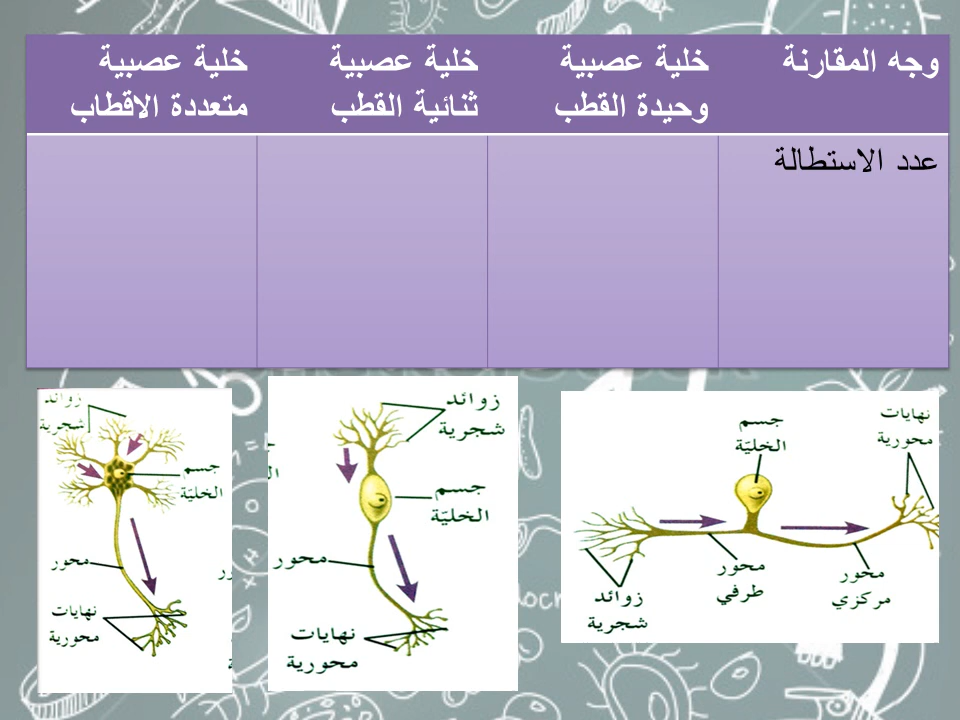 وجه المقارنة
خلية عصبية
وحيدة القطب
خلية عصبية
ثنائية القطب
خلية عصبية
متعددة الاقطاب
عدد الاستطالة
نهايات
محورية
جسم
الخليّة
محور
طرفي
محور
مركزي
زوائد
شجرية
زوائد
شجرية
جسم
الخليّة
محور
نهايات
محورية
زوائد
شجرية
جسم
الخليّة
محور
نهايات
محورية